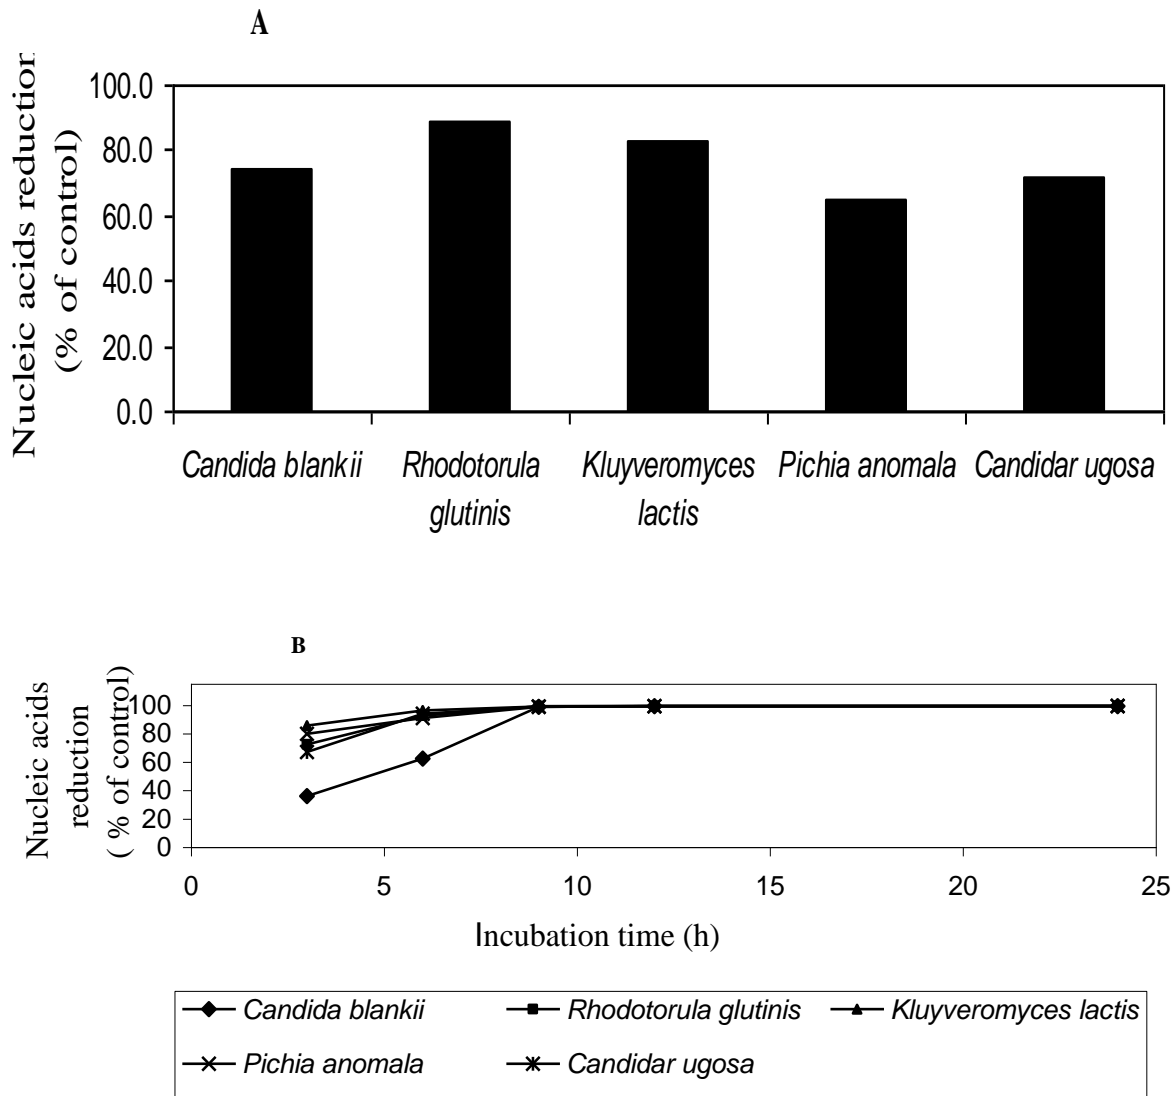 A
Nucleic acids reduction
(% of control)
100.0
80.0
60.0
40.0
20.0
0.0
Candida blankii
Rhodotorula
glutinis
Kluyveromyces
lactis
Pichia anomala
Candidar ugosa
B
Nucleic acids
reduction
( % of control)
100
80
60
40
20
0
0 5 10 15 20 25
Incubation time (h)
Candida blankii
Rhodotorula glutinis
Kluyveromyces lactis
Pichia anomala
Candidar ugosa